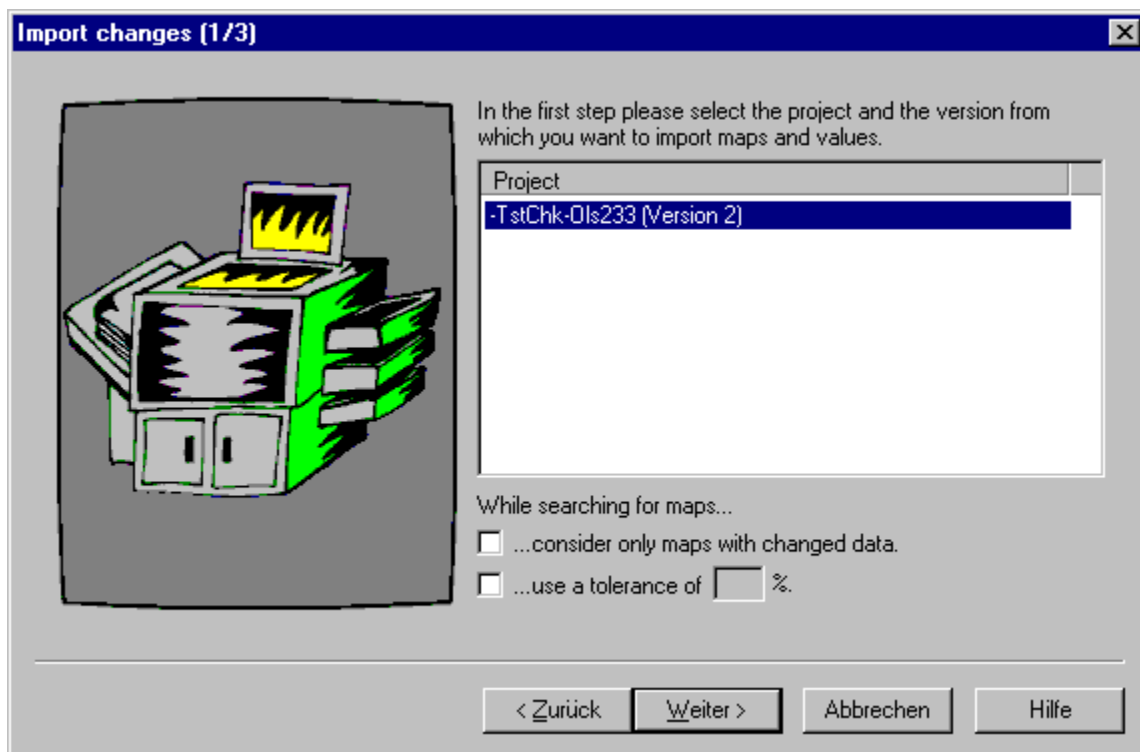 Import changes (1/3)
In the first step please select the project and the version from
which you want to import maps and values.
Project
-TstChk-Ols233 (Version 2)
While searching for maps...
...consider only maps with changed data.
...use a tolerance of %.
< Zurück Weiter > Abbrechen Hilfe